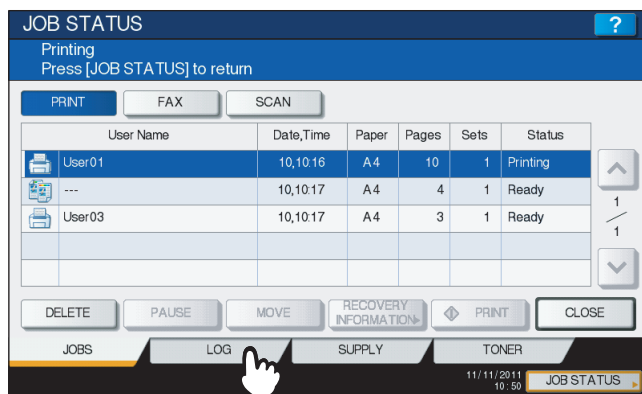 JOB STATUS ?
Printing
Press [JOB STATUS] to return
PRINT FAX SCAN
User Name Date,Time Paper Pages Sets Status
User01 10,10:16 A4 10 1 Printing
--- 10,10:17 A4 4 1 Ready
User03 10,10:17 A4 3 1 Ready
1
1
DELETE PAUSE MOVE RECOVERY INFORMATION PRINT CLOSE
JOBS LOG SUPPLY TONER
11/11/2011
10:50 JOB STATUS